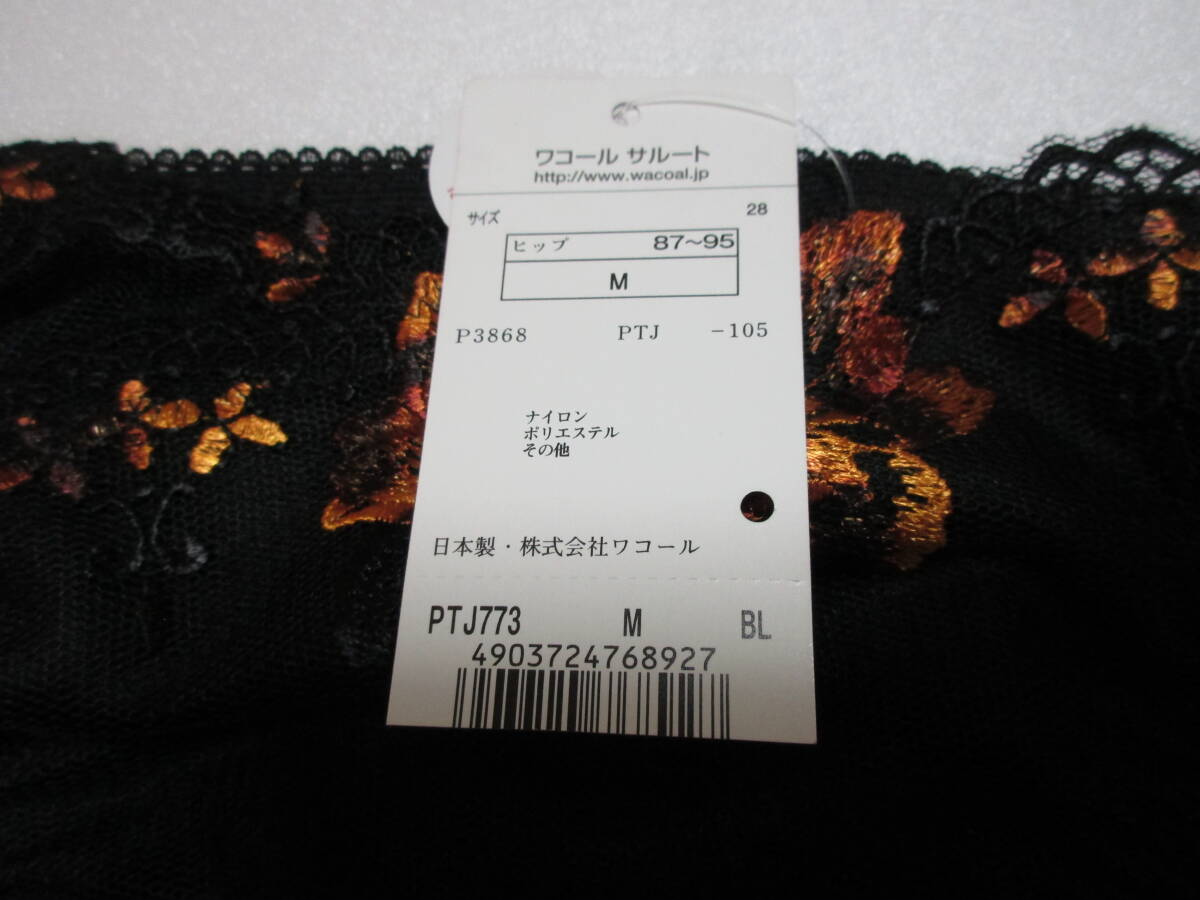 ワコール サルート
http://www.wacoal.jp
サイズ 28
ヒップ 87~95
M
P3868 PTJ -105
ナイロン
ポリエステル
その他
日本製・株式会社ワコール
PTJ773 M BL
4903724768927